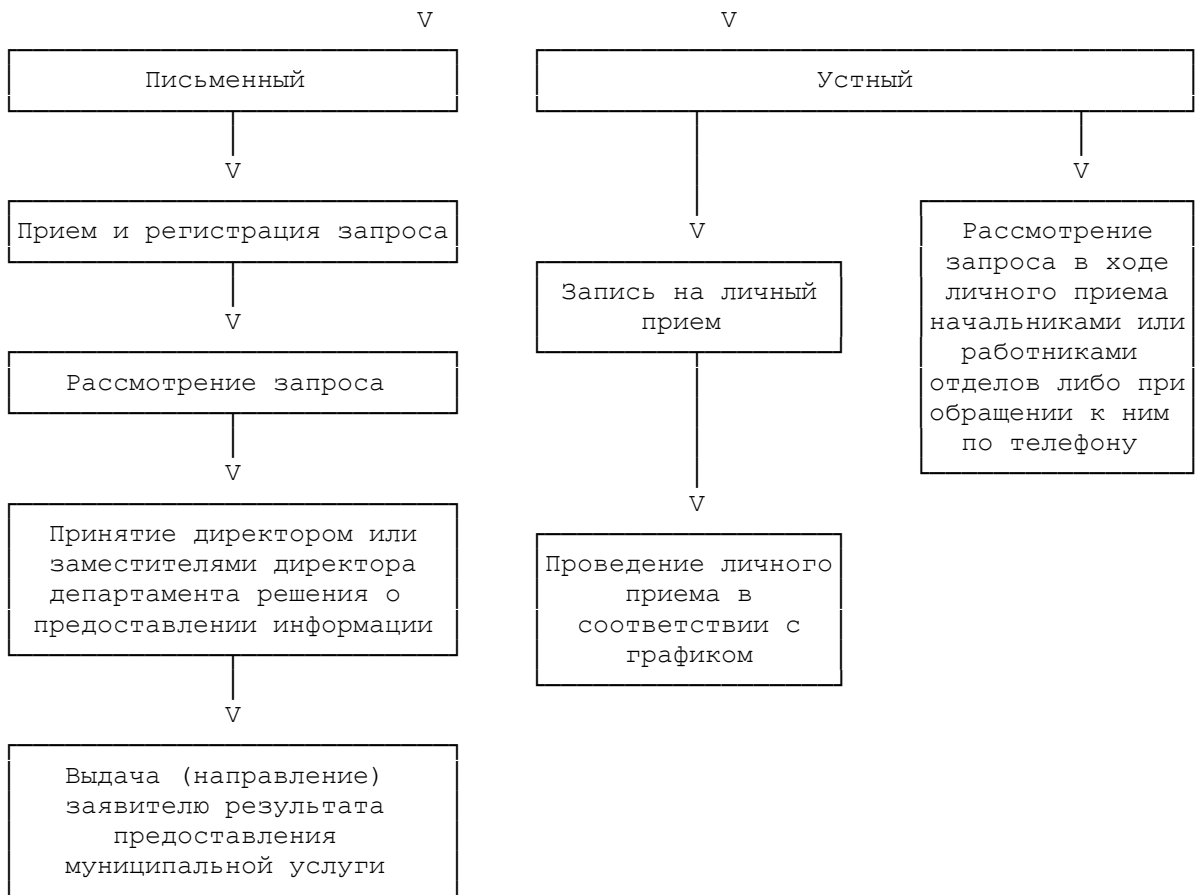 V V
Письменный
Устный
V
V
Прием и регистрация запроса
V
Рассмотрение запроса
V
Принятие директором или
заместителями директора
департамента решения о
предоставлении информации
V
Выдача (направление)
заявителю результата
предоставления
муниципальной услуги
V
Запись на личный
прием
V
Проведение личного
приема в
соответствии с
графиком
Рассмотрение
запроса в ходе
личного приема
начальниками или
работниками
отделов либо при
обращении к ним
по телефону